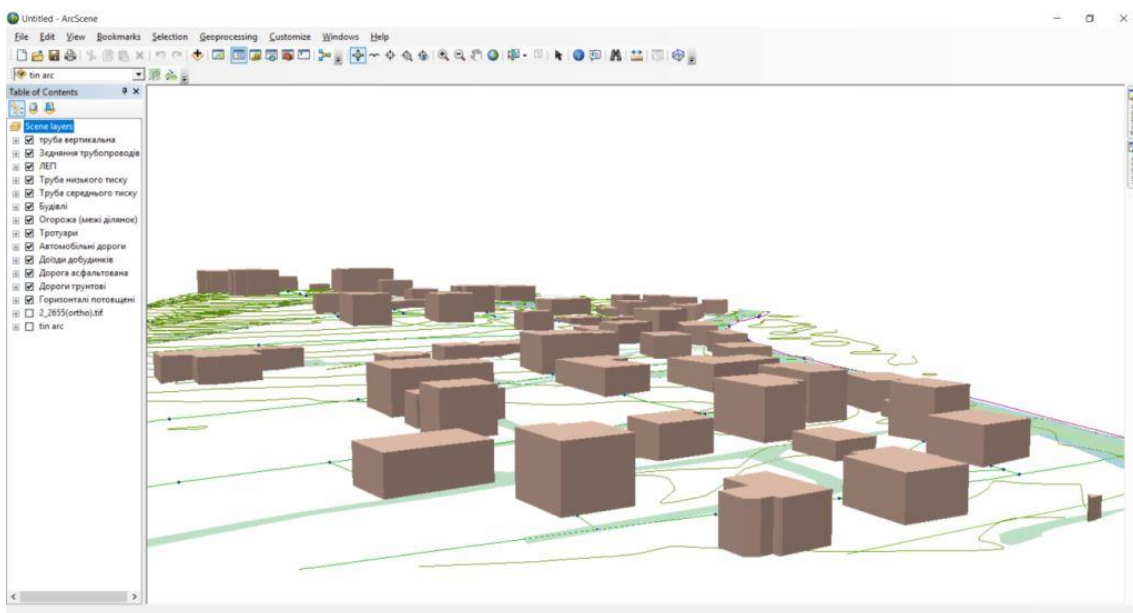 Untitled - ArcScene
File Edit View Bookmarks Selection Geoprocessing Customize Windows Help
tin arc
Table of Contents
Scene layers
труба вертикальна
Зєднання трубопроводів
ЛЕП
Труба низького тиску
Труба середнього тиску
Будівлі
Огорожа (межі ділянок)
Тротуари
Автомобільні дороги
Доїзди добудинків
Дорога асфальтована
Дороги грунтові
Горизонталі потовщені
2_2655(ortho).tif
tin arc